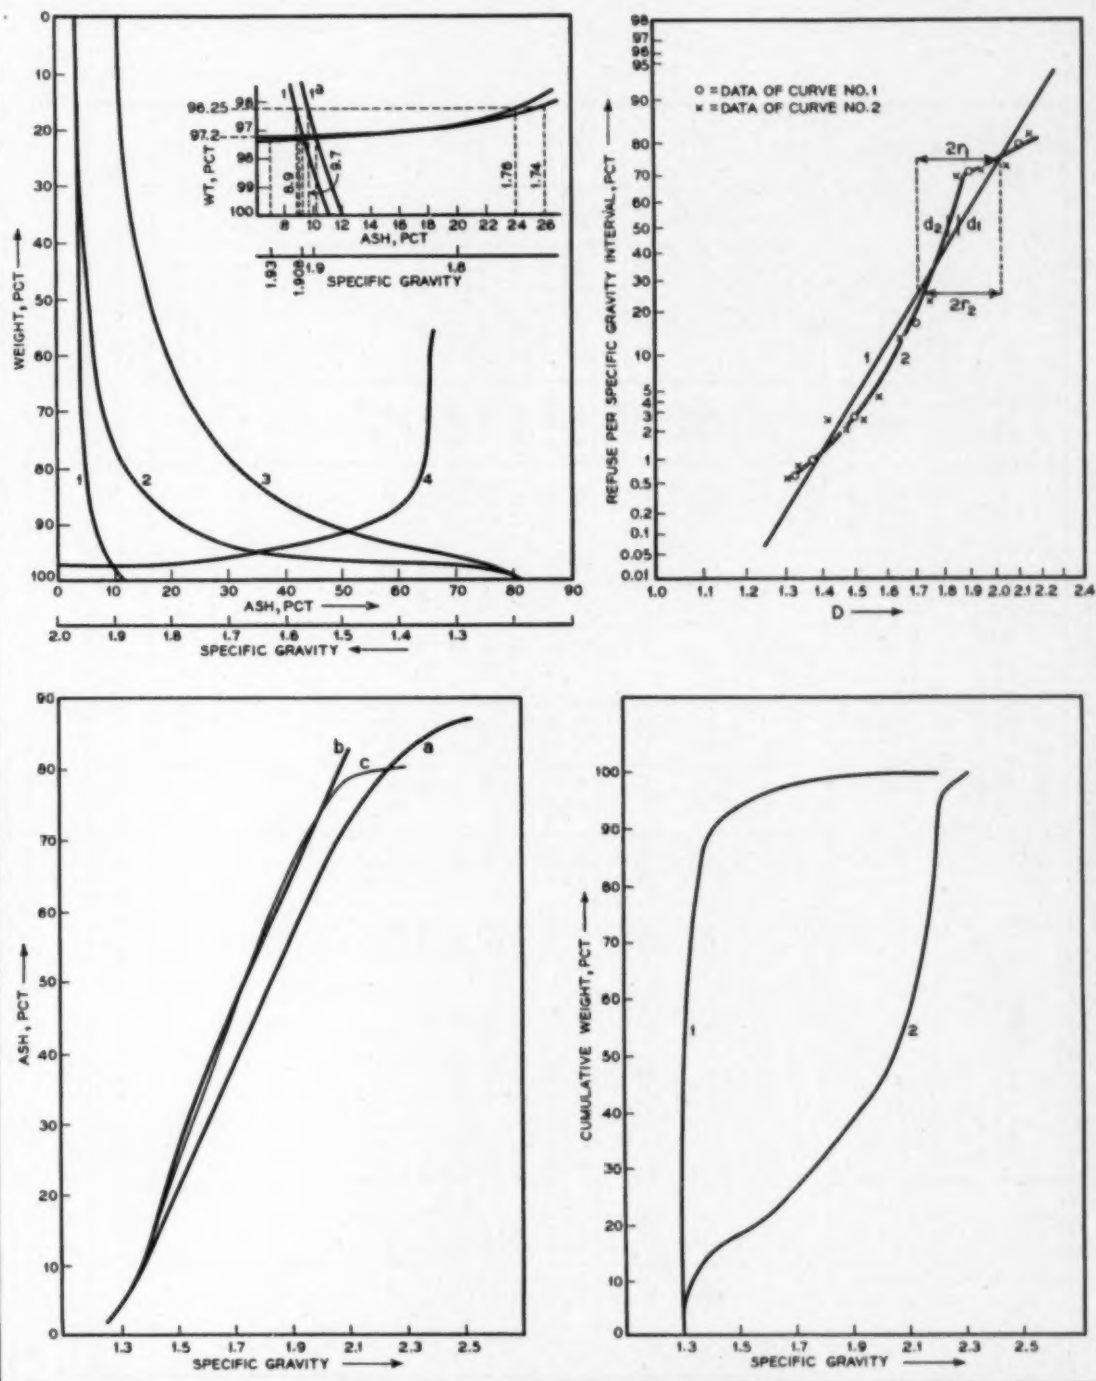 0
10
20
30
40
50
60
70
80
90
100
WEIGHT, PCT
0 10 20 30 40 50 60 70 80 90
ASH, PCT
2.0 1.9 1.8 1.7 1.6 1.5 1.4 1.3
SPECIFIC GRAVITY
1
2
3
4
96
96.25
97
97.2
98
99
100
WT, PCT
1 1a
8.9
9.7
1.76
1.74
8 10 12 14 16 18 20 22 24 26
ASH, PCT
1.93 1.908 1.9 1.8
SPECIFIC GRAVITY
98
97
96
95
90
80
70
60
50
40
30
20
10
5
4
3
2
1
0.5
0.2
0.1
0.05
0.01
REFUSE PER SPECIFIC GRAVITY INTERVAL, PCT
O = DATA OF CURVE NO. 1
x = DATA OF CURVE NO. 2
2r1
d2 d1
2r2
1
2
1.0 1.1 1.2 1.3 1.4 1.5 1.6 1.7 1.8 1.9 2.0 2.1 2.2 2.4
D
90
80
70
60
50
40
30
20
10
0
ASH, PCT
b
c
a
1.3 1.5 1.7 1.9 2.1 2.3 2.5
SPECIFIC GRAVITY
100
90
80
70
60
50
40
30
20
10
0
CUMULATIVE WEIGHT, PCT
1
2
1.3 1.5 1.7 1.9 2.1 2.3 2.5
SPECIFIC GRAVITY